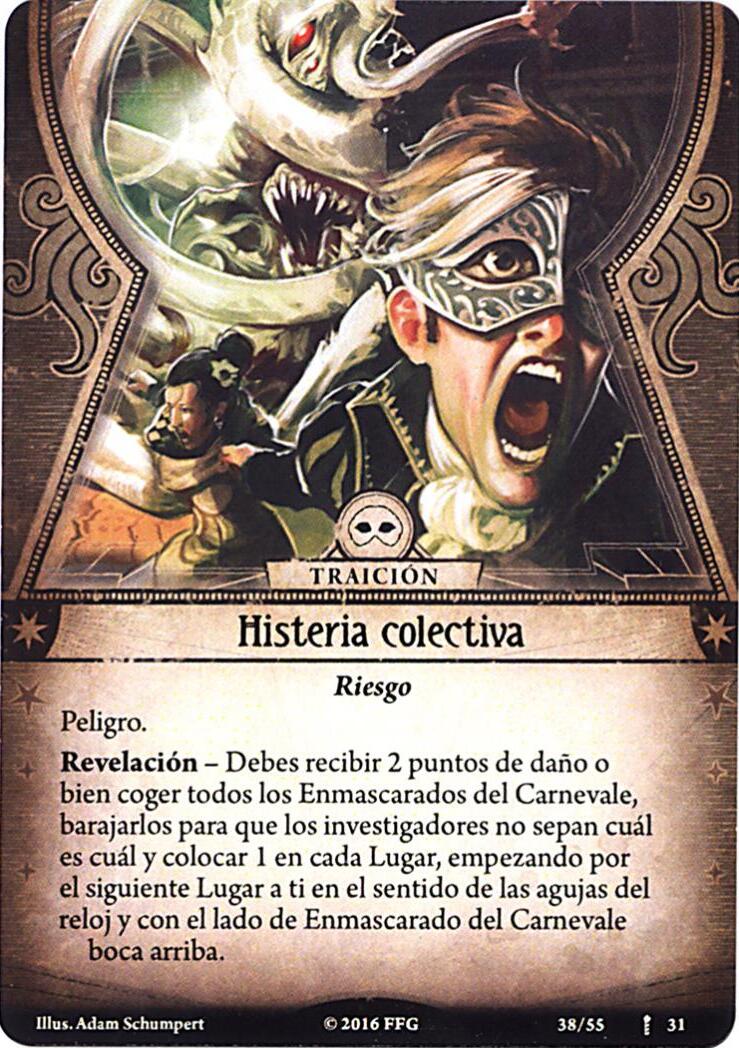 TRAICIÓN
Histeria colectiva
Riesgo
Peligro.
Revelación – Debes recibir 2 puntos de daño o
bien coger todos los Enmascarados del Carnevale,
barajarlos para que los investigadores no sepan cuál
es cuál y colocar 1 en cada Lugar, empezando por
el siguiente Lugar a ti en el sentido de las agujas del
reloj y con el lado de Enmascarado del Carnevale
boca arriba.
Illus. Adam Schumpert © 2016 FFG 38/55 31